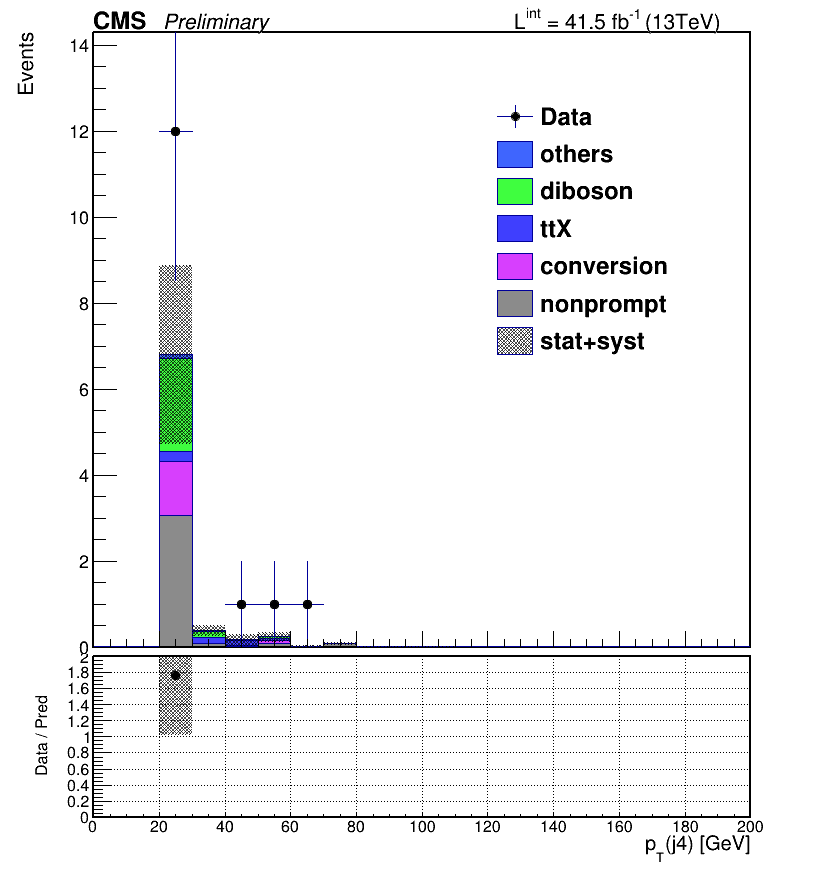 CMS Preliminary L^int = 41.5 fb^-1 (13TeV)
Events
14
12
10
8
6
4
2
0
Data
others
diboson
ttX
conversion
nonprompt
stat+syst
Data / Pred
2
1.8
1.6
1.4
1.2
1
0.8
0.6
0.4
0.2
0
0 20 40 60 80 100 120 140 160 180 200
p_T(j4) [GeV]